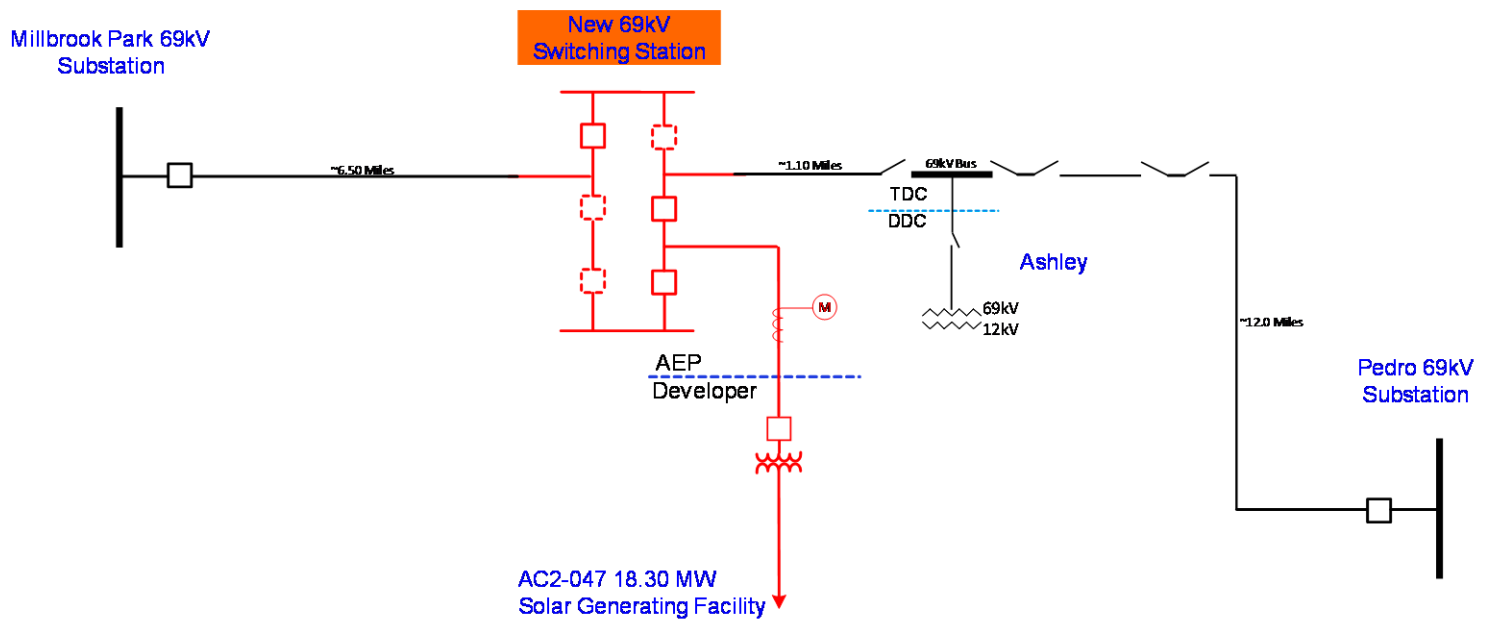 Millbrook Park 69kV
Substation
New 69kV
Switching Station
~6.50 Miles
~1.10 Miles
69kV Bus
TDC
DDC
Ashley
69kV
12kV
~12.0 Miles
M
AEP
Developer
Pedro 69kV
Substation
AC2-047 18.30 MW
Solar Generating Facility